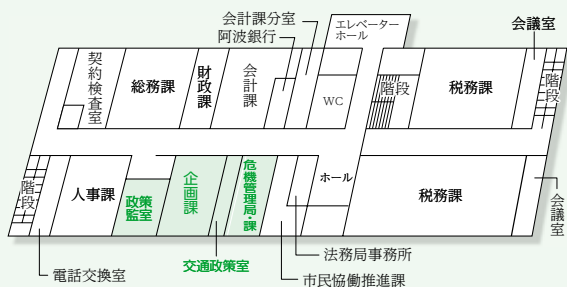 会計課分室
阿波銀行
エレベーター
ホール
会議室
契約検査室
総務課
財政課
会計課
WC
階段
税務課
階段
階段
人事課
政策
監室
企画課
危機管理局・課
ホール
税務課
会議室
電話交換室
交通政策室
法務局事務所
市民協働推進課